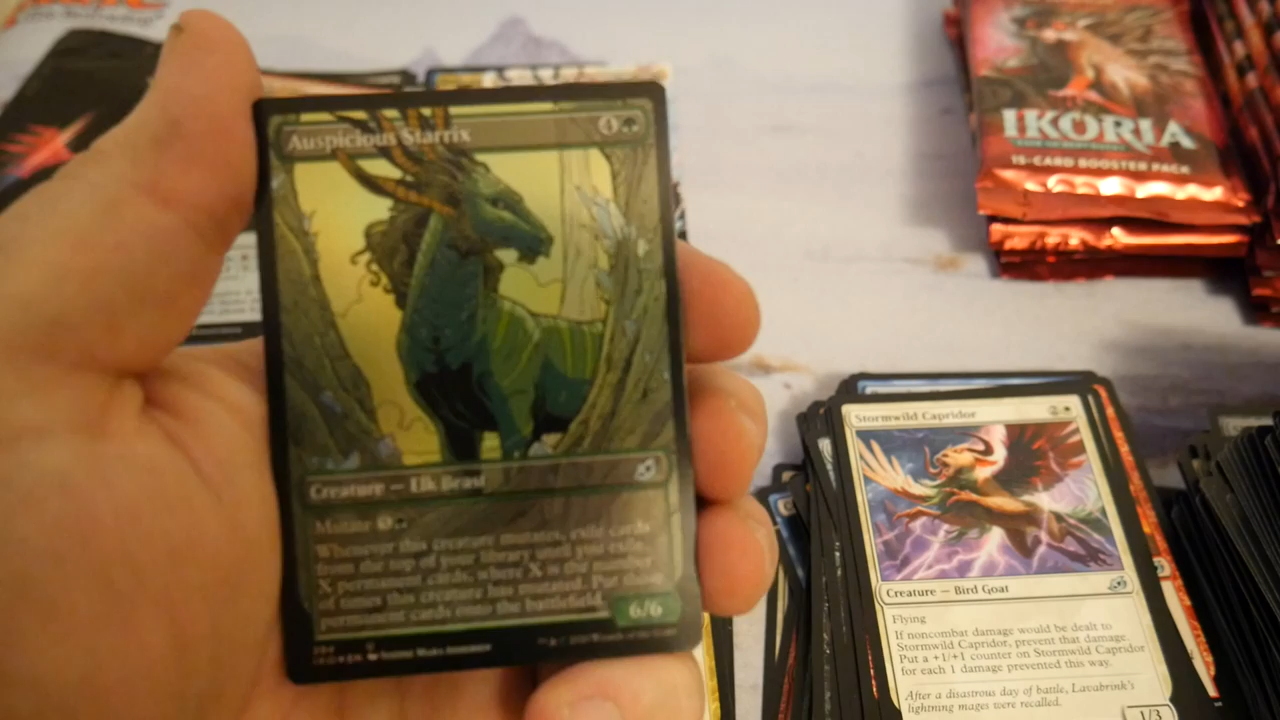 Auspicious Starrix
4
Creature — Elk Beast
Mutate 5
Whenever this creature mutates, exile cards
from the top of your library until you exile
X permanent cards, where X is the number
of times this creature has mutated. Put those
permanent cards onto the battlefield.
6/6
IKORIA
15-CARD BOOSTER PACK
Stormwild Capridor
2
Creature — Bird Goat
Flying
If noncombat damage would be dealt to
Stormwild Capridor, prevent that damage.
Put a +1/+1 counter on Stormwild Capridor
for each 1 damage prevented this way.
After a disastrous day of battle, Lavabrink's
lightning mages were recalled.
1/3